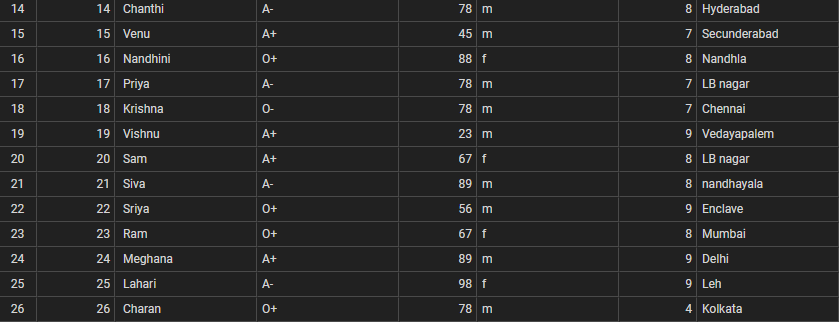 14 14 Chanthi A- 78 m 8 Hyderabad
15 15 Venu A+ 45 m 7 Secunderabad
16 16 Nandhini O+ 88 f 8 Nandhla
17 17 Priya A- 78 m 7 LB nagar
18 18 Krishna O- 78 m 7 Chennai
19 19 Vishnu A+ 23 m 9 Vedayapalem
20 20 Sam A+ 67 f 8 LB nagar
21 21 Siva A- 89 m 8 nandhayala
22 22 Sriya O+ 56 m 9 Enclave
23 23 Ram O+ 67 f 8 Mumbai
24 24 Meghana A+ 89 m 9 Delhi
25 25 Lahari A- 98 f 9 Leh
26 26 Charan O+ 78 m 4 Kolkata